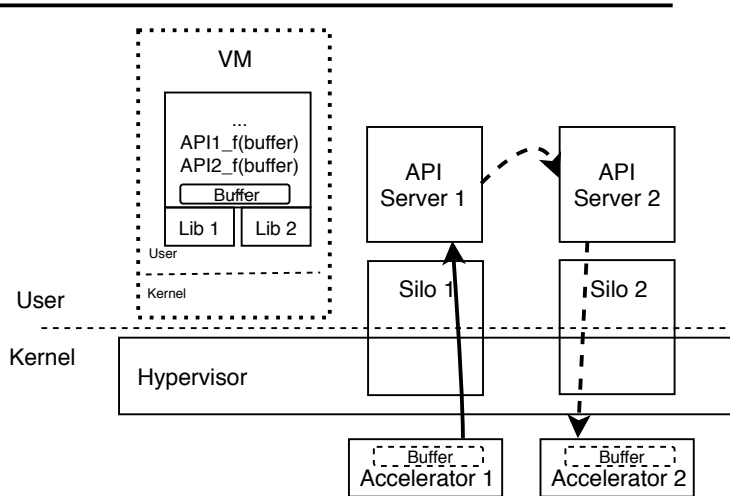 VM
...
API1_f(buffer)
API2_f(buffer)
Buffer
Lib 1 Lib 2
User
Kernel
API
Server 1
API
Server 2
Silo 1 Silo 2
User
Kernel
Hypervisor
Buffer
Accelerator 1
Buffer
Accelerator 2